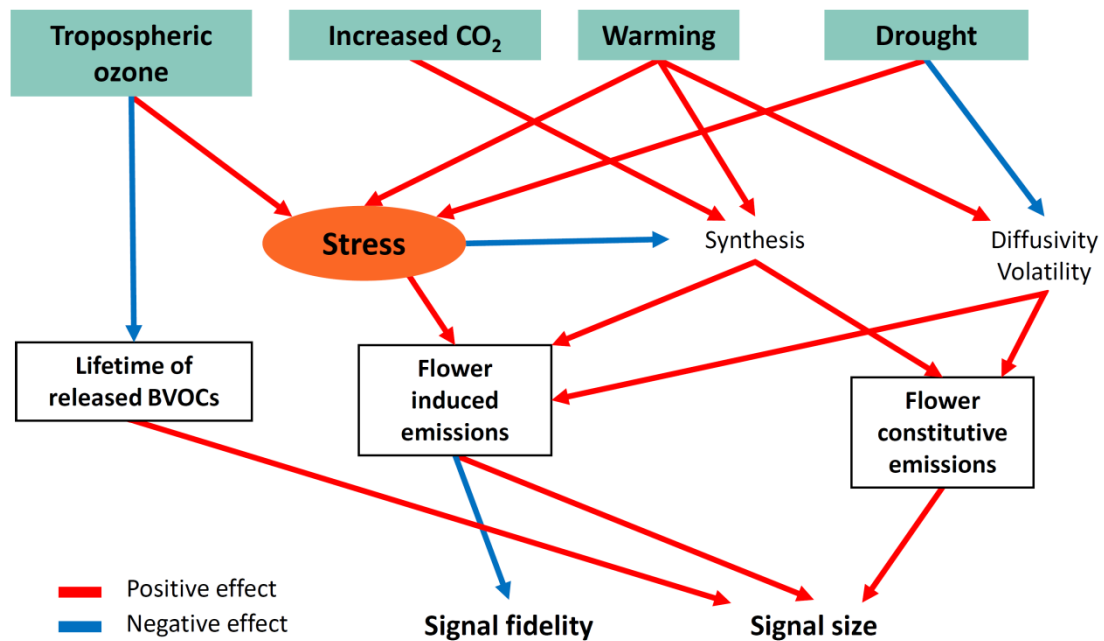 Tropospheric
ozone
Increased CO₂
Warming
Drought
Stress
Synthesis
Diffusivity
Volatility
Lifetime of
released BVOCs
Flower
induced
emissions
Flower
constitutive
emissions
Positive effect
Negative effect
Signal fidelity
Signal size